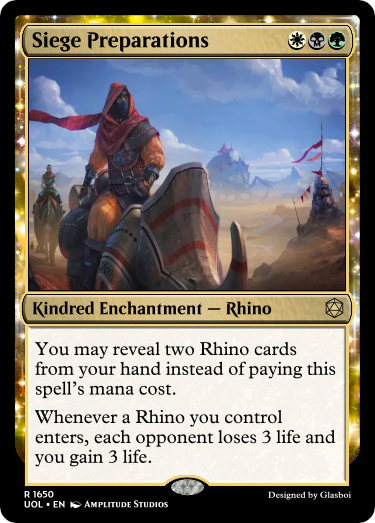 Siege Preparations
Kindred Enchantment — Rhino
You may reveal two Rhino cards
from your hand instead of paying this
spell's mana cost.
Whenever a Rhino you control
enters, each opponent loses 3 life and
you gain 3 life.
R 1650
UOL • EN Amplitude Studios
Designed by Glasboi